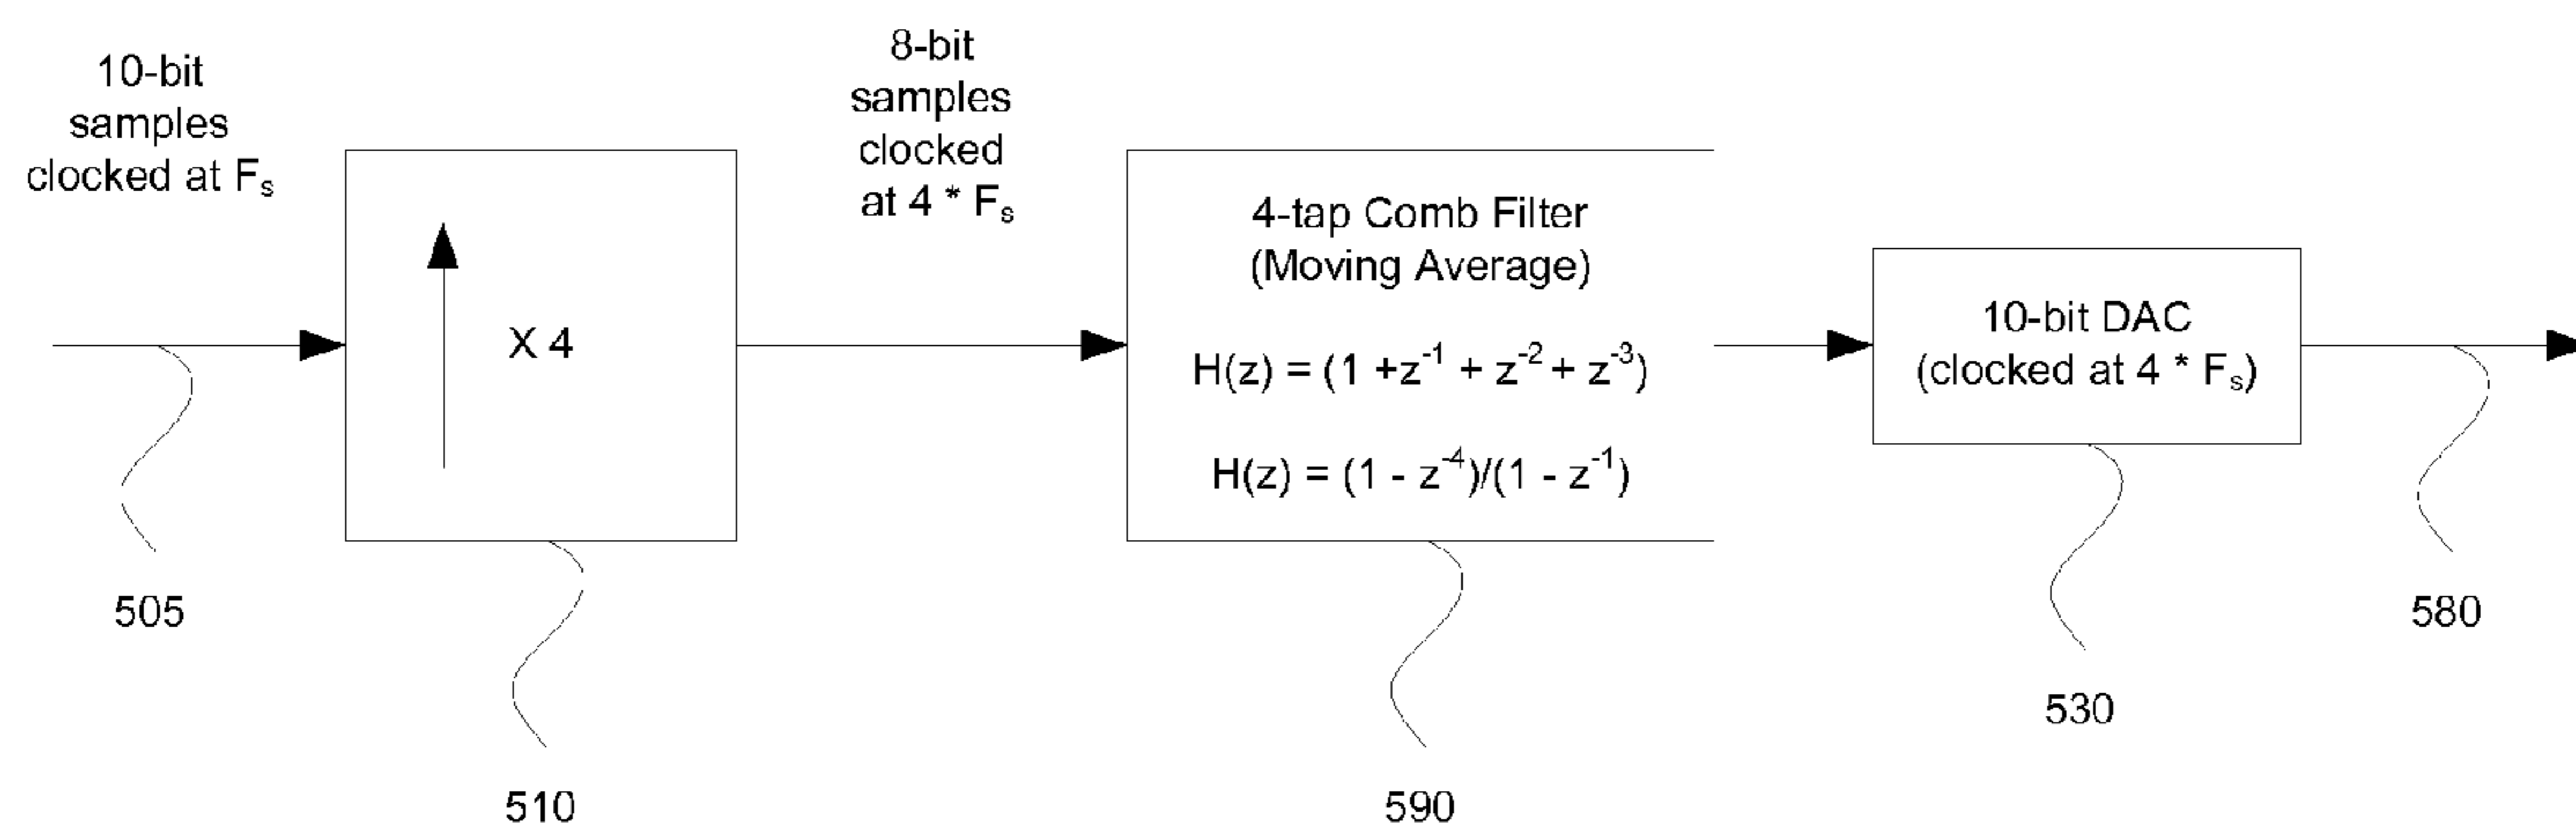 10-bit
samples
clocked at Fₛ
8-bit
samples
clocked
at 4 * Fₛ
X 4
4-tap Comb Filter
(Moving Average)
H(z) = (1 +z⁻¹ + z⁻² + z⁻³)
H(z) = (1 - z⁻⁴)/(1 - z⁻¹)
10-bit DAC
(clocked at 4 * Fₛ)
505
510
590
530
580